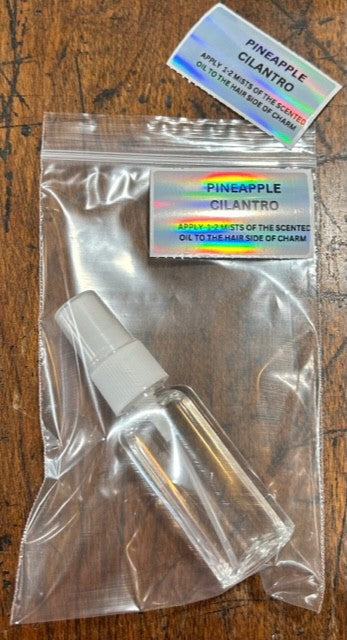 PINEAPPLE
CILANTRO
APPLY 1-2 MISTS OF THE SCENTED
OIL TO THE HAIR SIDE OF CHARM
PINEAPPLE
CILANTRO
APPLY 1-2 MISTS OF THE SCENTED
OIL TO THE HAIR SIDE OF CHARM